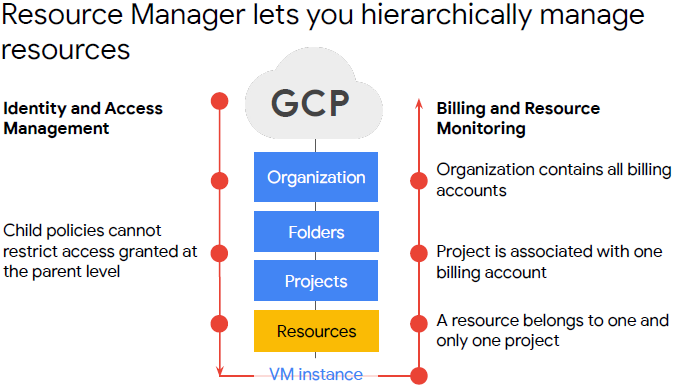 Resource Manager lets you hierarchically manage
resources
GCP
Identity and Access
Management
Child policies cannot
restrict access granted at
the parent level
Organization
Folders
Projects
Resources
VM instance
Billing and Resource
Monitoring
Organization contains all billing
accounts
Project is associated with one
billing account
A resource belongs to one and
only one project